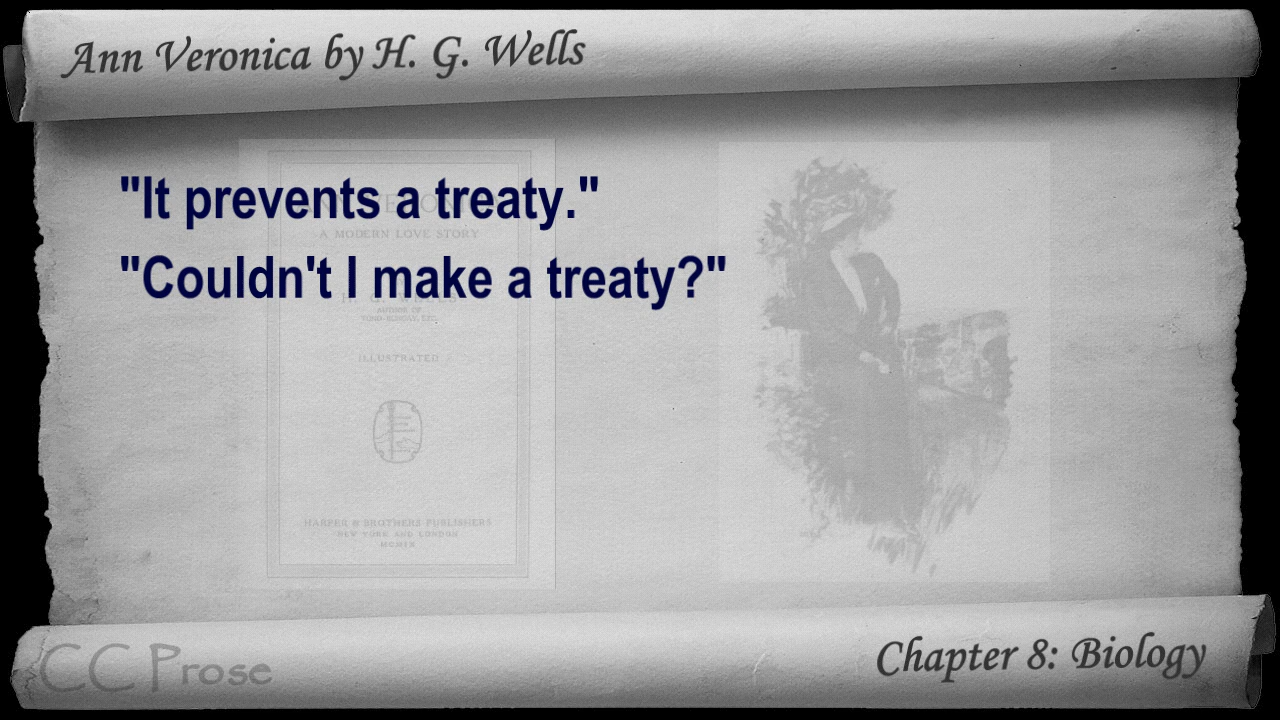 Ann Veronica by H. G. Wells
"It prevents a treaty."
"Couldn't I make a treaty?"
A MODERN LOVE STORY
ILLUSTRATED
HARPER & BROTHERS PUBLISHERS
NEW YORK AND LONDON
MCMIX
CC Prose
Chapter 8: Biology